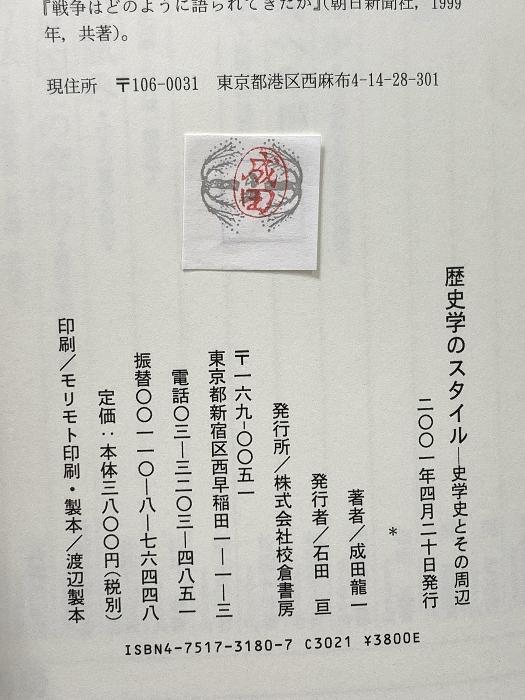 『戦争はどのように語られてきたか』(朝日新聞社, 1999
年, 共著)。
現住所　〒106-0031　東京都港区西麻布4-14-28-301
成田
歴史学のスタイル―史学史とその周辺
二〇〇一年四月二十日発行
*
著者／成田龍一
発行者／石田　亘
発行所／株式会社校倉書房
〒一六九-〇〇五一
東京都新宿区西早稲田一―一―三
電話〇三―三二〇三―四八五一
振替〇〇一一〇―八―七六四四八
定価：本体三八〇〇円（税別）
印刷／モリモト印刷・製本／渡辺製本
ISBN4-7517-3180-7 C3021 ¥3800E